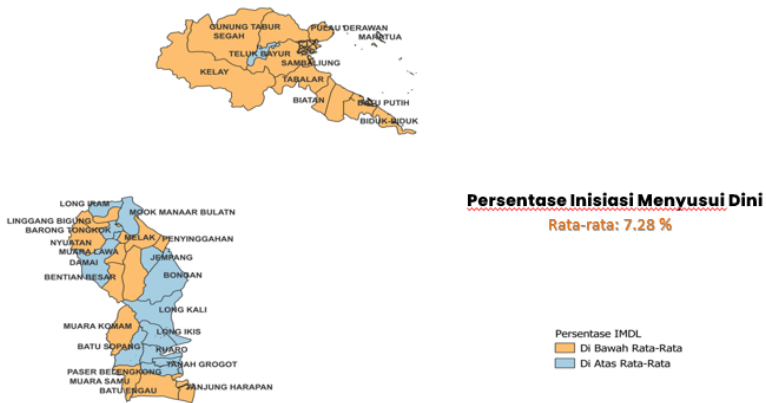 GUNUNG TABUR
PULAU DERAWAN
SEGAH
MARATUA
TELUK BAYUR
SAMBALIUNG
KELAY
TABALAR
BIATAN
BATU PUTIH
BIDUK-BIDUK
LONG IRAM
MOOK MANAAR BULATN
LINGGANG BIGUNG
BARONG TONGKOK
MELAK
PENYINGGAHAN
NYUATAN
MUARA LAWA
JEMPANG
DAMAI
BENTIAN BESAR
BONGAN
LONG KALI
MUARA KOMAM
LONG IKIS
BATU SOPANG
KUARO
TANAH GROGOT
PASER BELENGKONG
MUARA SAMU
BATU ENGAU
TANJUNG HARAPAN
Persentase Inisiasi Menyusui Dini
Rata-rata: 7.28 %
Persentase IMDL
Di Bawah Rata-Rata
Di Atas Rata-Rata